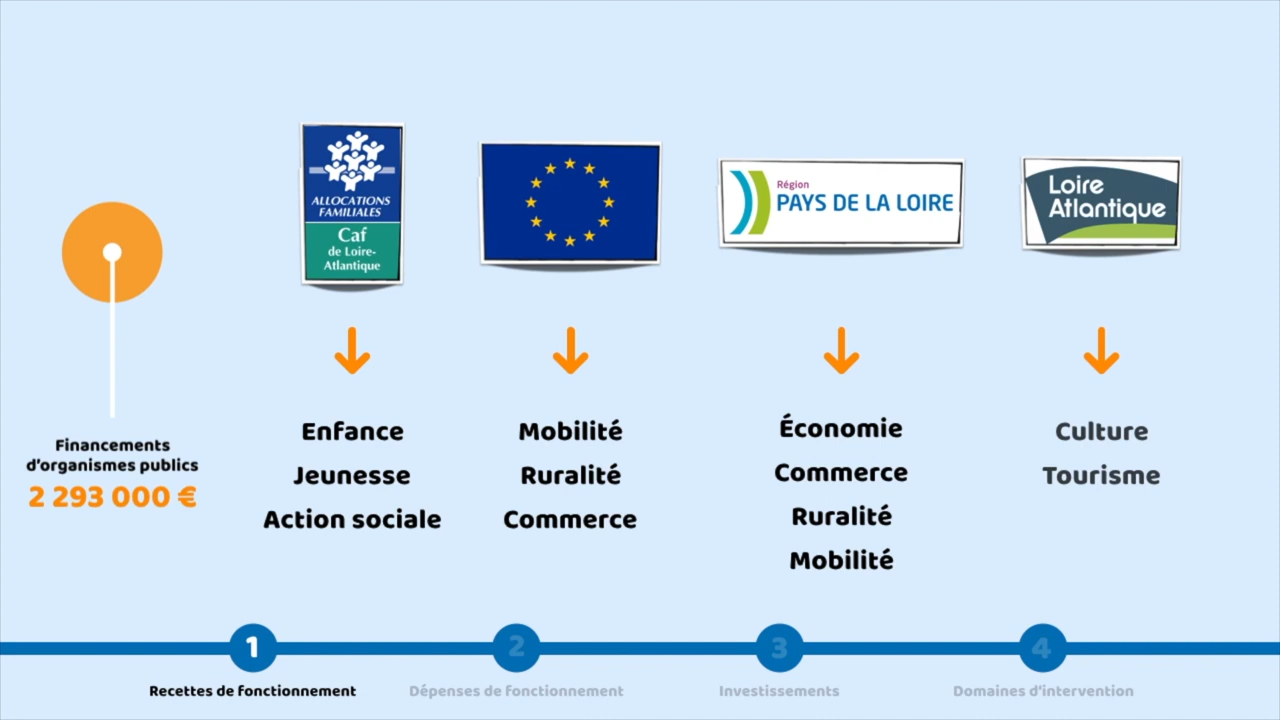 ALLOCATIONS
FAMILIALES
Caf
de Loire-
Atlantique
Région
PAYS DE LA LOIRE
Loire
Atlantique
Financements
d'organismes publics
2 293 000 €
Enfance
Jeunesse
Action sociale
Mobilité
Ruralité
Commerce
Économie
Commerce
Ruralité
Mobilité
Culture
Tourisme
1
Recettes de fonctionnement
2
Dépenses de fonctionnement
3
Investissements
4
Domaines d'intervention